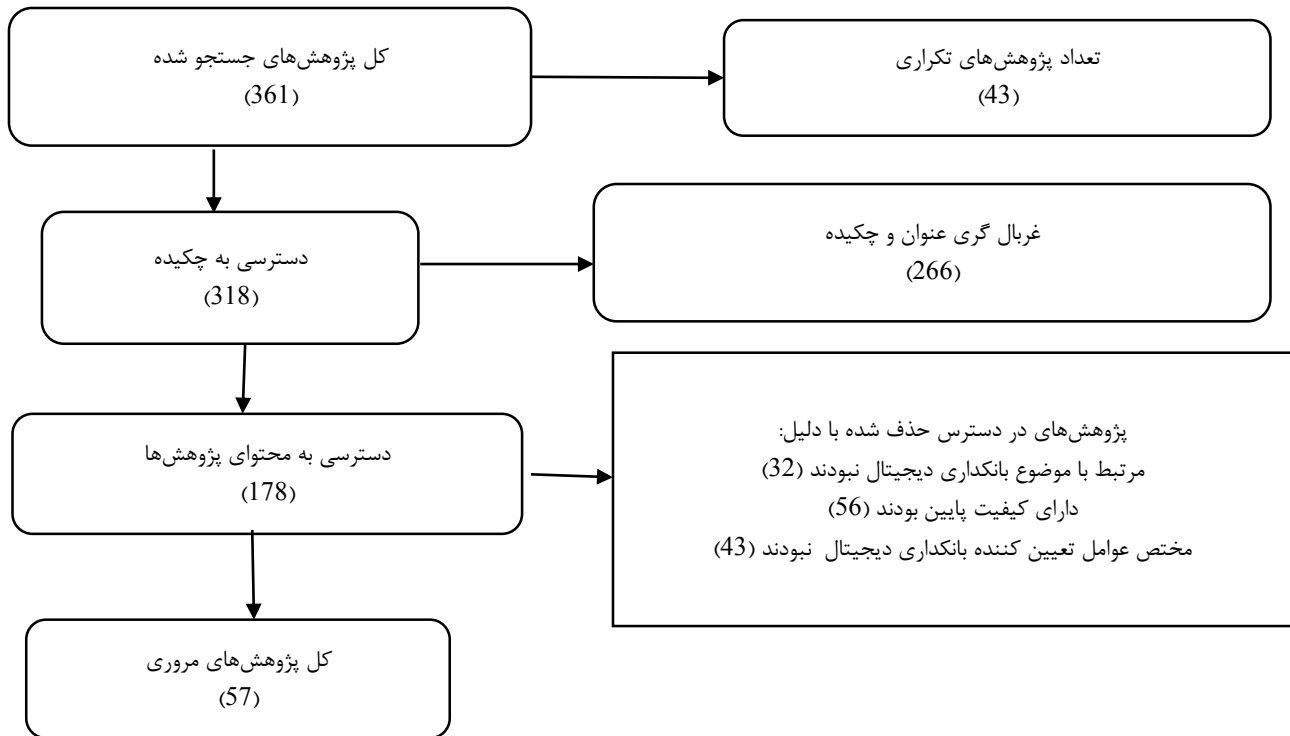 کل پژوهش‌های جستجو شده
(361)
تعداد پژوهش‌های تکراری
(43)
دسترسی به چکیده
(318)
غربال گری عنوان و چکیده
(266)
دسترسی به محتوای پژوهش‌ها
(178)
پژوهش‌های در دسترس حذف شده با دلیل:
مرتبط با موضوع بانکداری دیجیتال نبودند (32)
دارای کیفیت پایین بودند (56)
مختص عوامل تعیین کننده بانکداری دیجیتال نبودند (43)
کل پژوهش‌های مروری
(57)